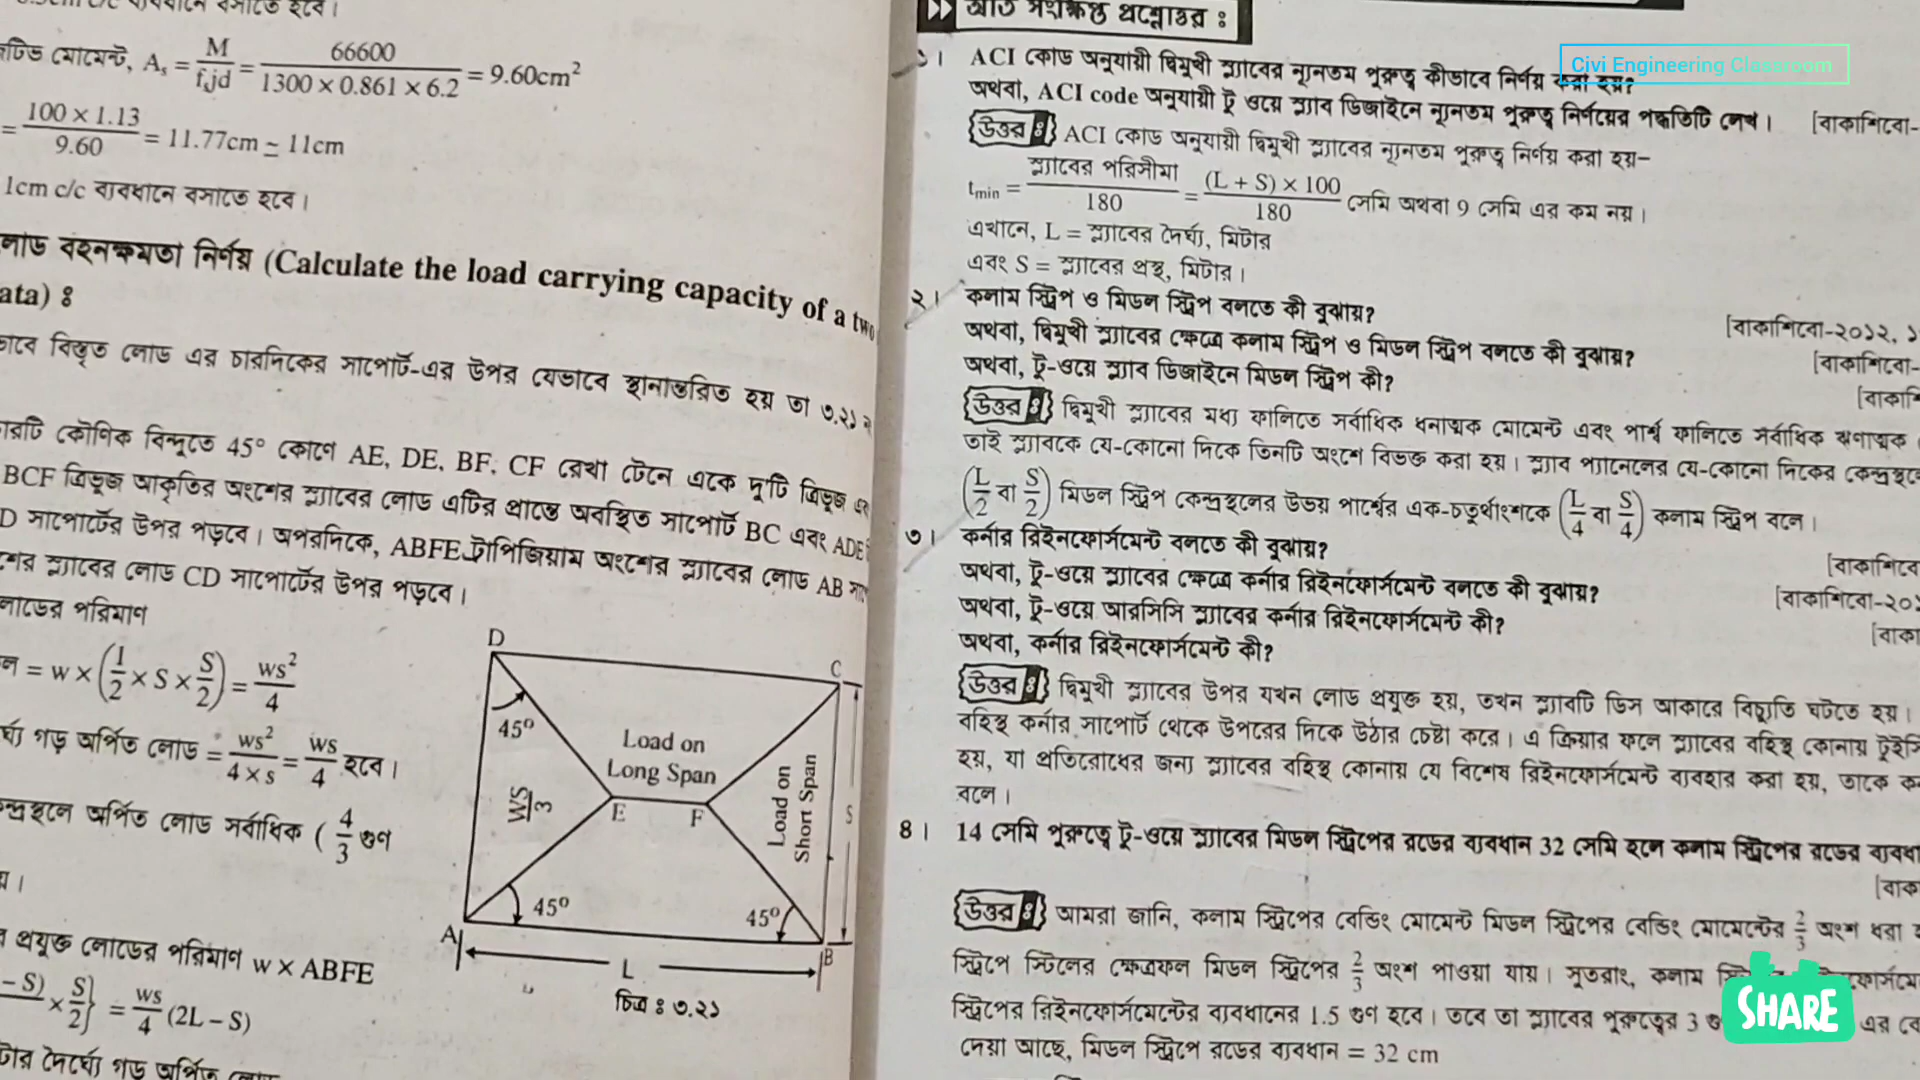 ব্যবধানে বসাতে হবে।
মোমেন্ট, As = M/fsjd = 66600/(1300 × 0.861 × 6.2) = 9.60cm²
= (100 × 1.13)/9.60 = 11.77cm ≃ 11cm
1cm c/c ব্যবধানে বসাতে হবে।
লোড বহনক্ষমতা নির্ণয় (Calculate the load carrying capacity of a two
ata) ঃ
ভাবে বিস্তৃত লোড এর চারদিকের সাপোর্ট-এর উপর যেভাবে স্থানান্তরিত হয় তা ৩.২১
কৌণিক বিন্দুতে 45° কোণে AE, DE, BF, CF রেখা টেনে একে দু'টি ত্রিভুজ
BCF ত্রিভুজ আকৃতির অংশের স্ল্যাবের লোড এটির প্রান্তে অবস্থিত সাপোর্ট BC এবং ADE
D সাপোর্টের উপর পড়বে। অপরদিকে, ABFE ট্রাপিজিয়াম অংশের স্ল্যাবের লোড AB
স্ল্যাবের লোড CD সাপোর্টের উপর পড়বে।
লোডের পরিমাণ
= w × (1/2 × S × S/2) = ws²/4
গড় অর্পিত লোড = ws²/(4 × s) = ws/4 হবে।
অর্পিত লোড সর্বাধিক ( 4/3 গুণ
য়।
প্রযুক্ত লোডের পরিমাণ w × ABFE
– S)/ × S/2} = ws/4 (2L – S)
দৈর্ঘ্যে গড় অর্পিত লোড
D
C
45°
Load on
Long Span
WS/3
E
F
Load on
Short Span
S
45°
45°
A
B
L
চিত্র ঃ ৩.২১
অতি সংক্ষিপ্ত প্রশ্নোত্তর ঃ
Civi Engineering Classroom
১। ACI কোড অনুযায়ী দ্বিমুখী স্ল্যাবের ন্যূনতম পুরুত্ব কীভাবে নির্ণয় করা হয়?
অথবা, ACI code অনুযায়ী টু ওয়ে স্ল্যাব ডিজাইনে ন্যূনতম পুরুত্ব নির্ণয়ের পদ্ধতিটি লেখ। [বাকাশিবো-
উত্তর ঃ ACI কোড অনুযায়ী দ্বিমুখী স্ল্যাবের ন্যূনতম পুরুত্ব নির্ণয় করা হয়–
tmin = স্ল্যাবের পরিসীমা/180 = (L + S) × 100/180 সেমি অথবা 9 সেমি এর কম নয়।
এখানে, L = স্ল্যাবের দৈর্ঘ্য, মিটার
এবং S = স্ল্যাবের প্রস্থ, মিটার।
২। কলাম স্ট্রিপ ও মিডল স্ট্রিপ বলতে কী বুঝায়? [বাকাশিবো-২০১২, ১
অথবা, দ্বিমুখী স্ল্যাবের ক্ষেত্রে কলাম স্ট্রিপ ও মিডল স্ট্রিপ বলতে কী বুঝায়? [বাকাশিবো-
অথবা, টু-ওয়ে স্ল্যাব ডিজাইনে মিডল স্ট্রিপ কী? [বাকাশি
উত্তর ঃ দ্বিমুখী স্ল্যাবের মধ্য ফালিতে সর্বাধিক ধনাত্মক মোমেন্ট এবং পার্শ্ব ফালিতে সর্বাধিক ঋণাত্মক
তাই স্ল্যাবকে যে-কোনো দিকে তিনটি অংশে বিভক্ত করা হয়। স্ল্যাব প্যানেলের যে-কোনো দিকের কেন্দ্রস্থলে
(L/2 বা S/2) মিডল স্ট্রিপ কেন্দ্রস্থলের উভয় পার্শ্বের এক-চতুর্থাংশকে (L/4 বা S/4) কলাম স্ট্রিপ বলে।
৩। কর্নার রিইনফোর্সমেন্ট বলতে কী বুঝায়? [বাকাশিবো
অথবা, টু-ওয়ে স্ল্যাবের ক্ষেত্রে কর্নার রিইনফোর্সমেন্ট বলতে কী বুঝায়? [বাকাশিবো-২০১
অথবা, টু-ওয়ে আরসিসি স্ল্যাবের কর্নার রিইনফোর্সমেন্ট কী? [বাকা
অথবা, কর্নার রিইনফোর্সমেন্ট কী?
উত্তর ঃ দ্বিমুখী স্ল্যাবের উপর যখন লোড প্রযুক্ত হয়, তখন স্ল্যাবটি ডিস আকারে বিচ্যুতি ঘটতে হয়।
বহিস্থ কর্নার সাপোর্ট থেকে উপরের দিকে উঠার চেষ্টা করে। এ ক্রিয়ার ফলে স্ল্যাবের বহিস্থ কোনায় টুইস্টি
হয়, যা প্রতিরোধের জন্য স্ল্যাবের বহিস্থ কোনায় যে বিশেষ রিইনফোর্সমেন্ট ব্যবহার করা হয়, তাকে ক
বলে।
৪। 14 সেমি পুরুত্বে টু-ওয়ে স্ল্যাবের মিডল স্ট্রিপের রডের ব্যবধান 32 সেমি হলে কলাম স্ট্রিপের রডের ব্যবধা
[বাক
উত্তর ঃ আমরা জানি, কলাম স্ট্রিপের বেন্ডিং মোমেন্ট মিডল স্ট্রিপের বেন্ডিং মোমেন্টের 2/3 অংশ ধরা
স্ট্রিপে স্টিলের ক্ষেত্রফল মিডল স্ট্রিপের 2/3 অংশ পাওয়া যায়। সুতরাং, কলাম
স্ট্রিপের রিইনফোর্সমেন্টের ব্যবধানের 1.5 গুণ হবে। তবে তা স্ল্যাবের পুরুত্বের 3 এর
দেয়া আছে, মিডল স্ট্রিপে রডের ব্যবধান = 32 cm
SHARE